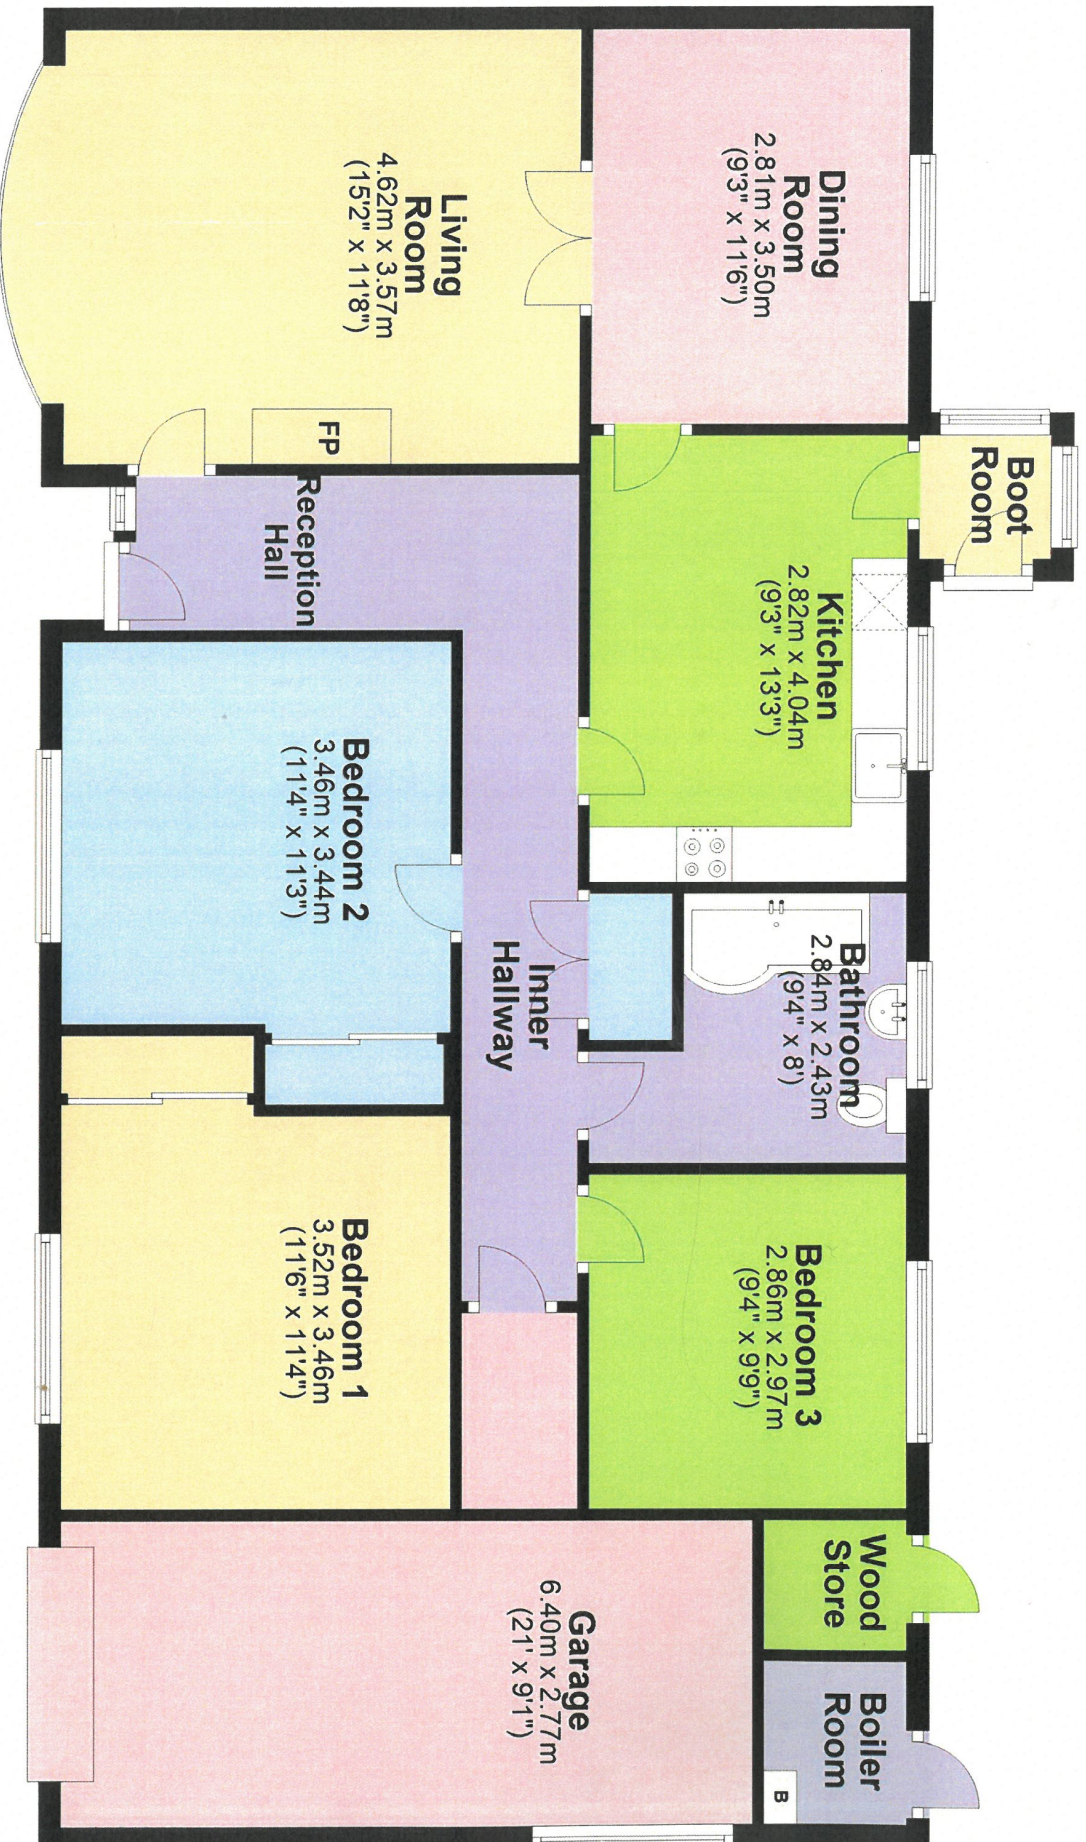 Boot
Room
Dining
Room
2.81m x 3.50m
(9'3" x 11'6")
Kitchen
2.82m x 4.04m
(9'3" x 13'3")
Bathroom
2.84m x 2.43m
(9'4" x 8')
Bedroom 3
2.86m x 2.97m
(9'4" x 9'9")
Wood
Store
Boiler
Room
B
Living
Room
4.62m x 3.57m
(15'2" x 11'8")
FP
Reception
Hall
Inner
Hallway
Bedroom 2
3.46m x 3.44m
(11'4" x 11'3")
Bedroom 1
3.52m x 3.46m
(11'6" x 11'4")
Garage
6.40m x 2.77m
(21' x 9'1")